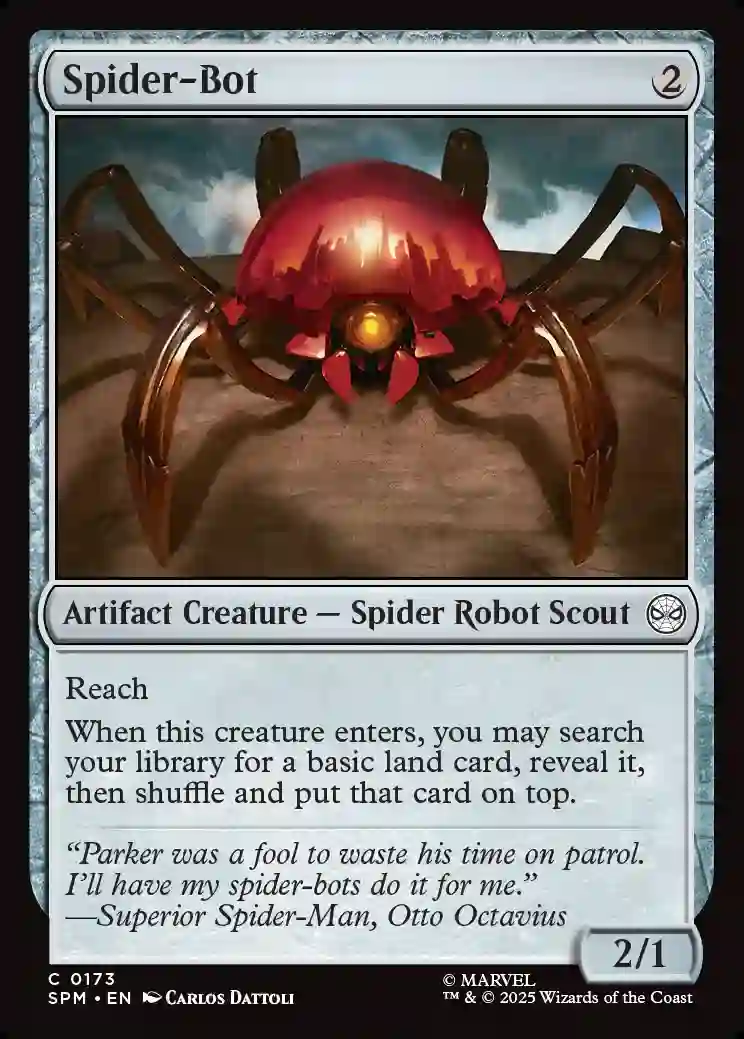 Spider-Bot
2
Artifact Creature — Spider Robot Scout
Reach
When this creature enters, you may search
your library for a basic land card, reveal it,
then shuffle and put that card on top.
“Parker was a fool to waste his time on patrol.
I’ll have my spider-bots do it for me.”
—Superior Spider-Man, Otto Octavius
2/1
C 0173
SPM • EN Carlos Dattoli
© MARVEL
™ & © 2025 Wizards of the Coast